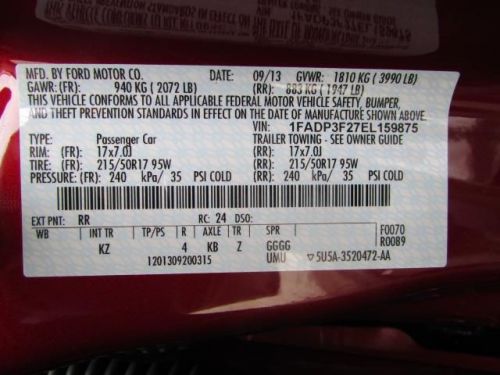 1FADP3F27EL159875
MFD. BY FORD MOTOR CO. DATE: 09/13 GVWR: 1810 KG ( 3990 LB)
GAWR:(FR): 940 KG ( 2072 LB) (RR): 883 KG ( 1947 LB)
THIS VEHICLE CONFORMS TO ALL APPLICABLE FEDERAL MOTOR VEHICLE SAFETY, BUMPER,
AND THEFT PREVENTION STANDARDS IN EFFECT ON THE DATE OF MANUFACTURE SHOWN ABOVE.
VIN: 1FADP3F27EL159875
TYPE: Passenger Car TRAILER TOWING - SEE OWNER GUIDE
RIM: (FR): 17x7.0J (RR): 17x7.0J
TIRES: (FR): 215/50R17 95W (RR): 215/50R17 95W
PRESSURE: (FR): 240 kPa/ 35 PSI COLD (RR): 240 kPa/ 35 PSI COLD
EXT PNT: RR RC: 24 DSO: F0070
WB INT TR TP/PS R AXLE TR SPR R0089
KZ 4 KB Z GGGG
1201309200315 UMU ▽5U5A-3520472-AA